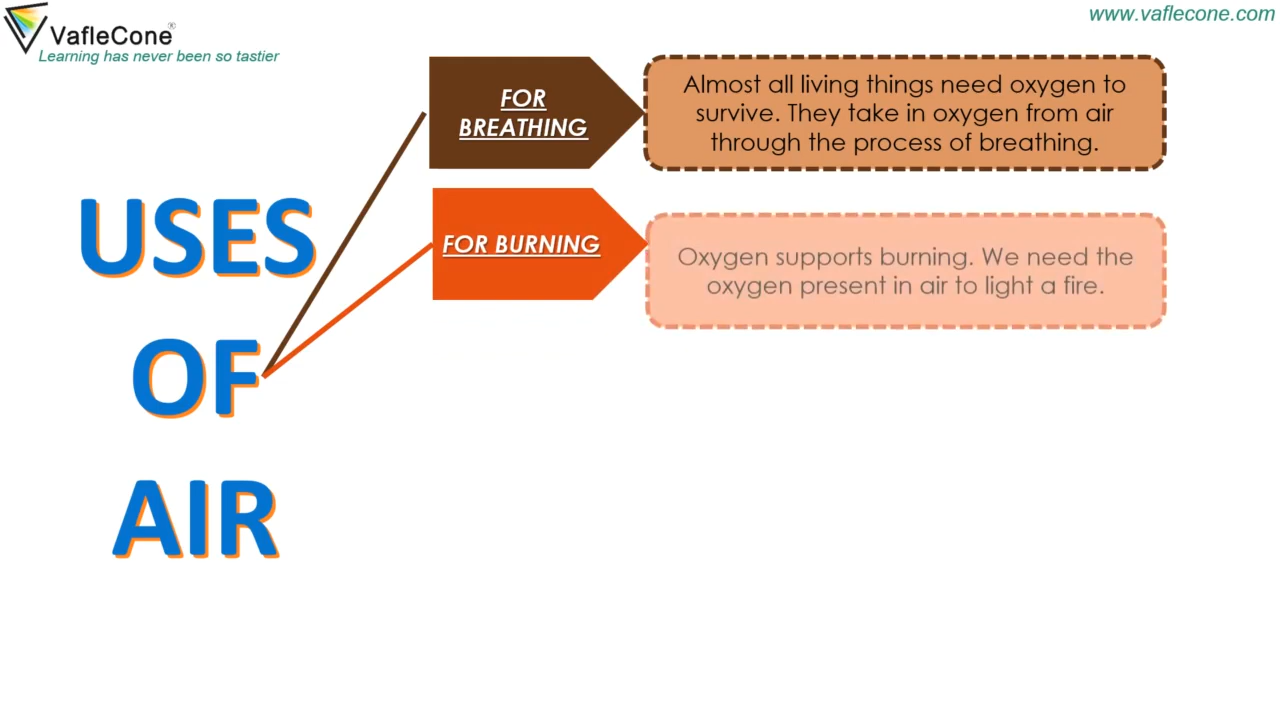 VafleCone®
Learning has never been so tastier
www.vaflecone.com
USES
OF
AIR
FOR
BREATHING
Almost all living things need oxygen to
survive. They take in oxygen from air
through the process of breathing.
FOR BURNING
Oxygen supports burning. We need the
oxygen present in air to light a fire.